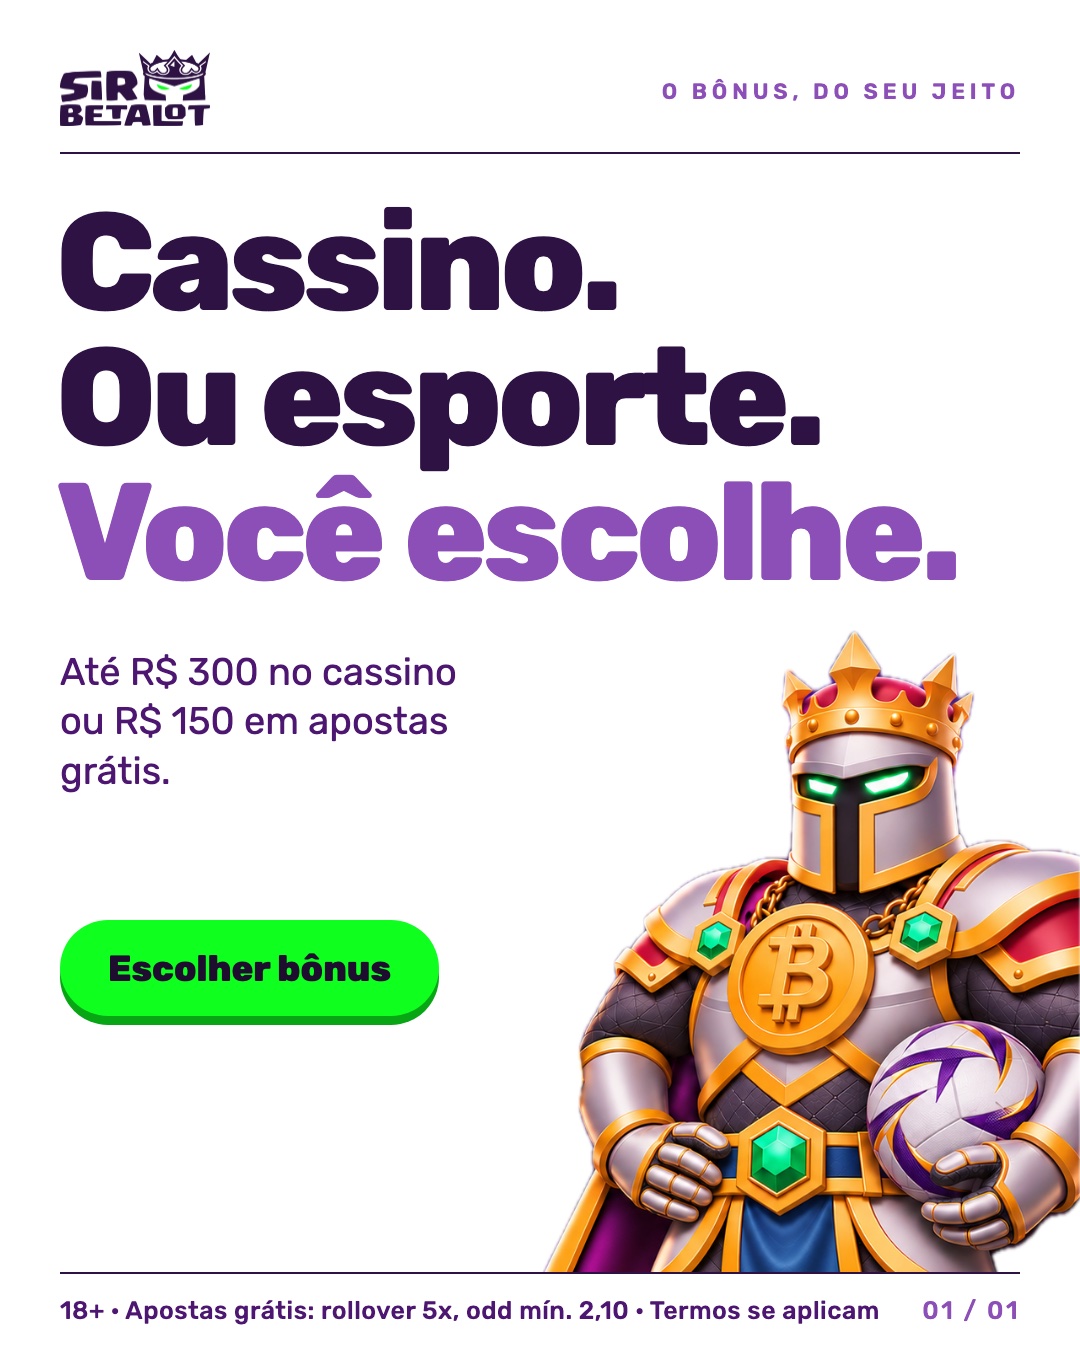 SIR
BETALOT
O BÔNUS, DO SEU JEITO
Cassino.
Ou esporte.
Você escolhe.
Até R$ 300 no cassino
ou R$ 150 em apostas
grátis.
Escolher bônus
18+ • Apostas grátis: rollover 5x, odd mín. 2,10 • Termos se aplicam
01 / 01